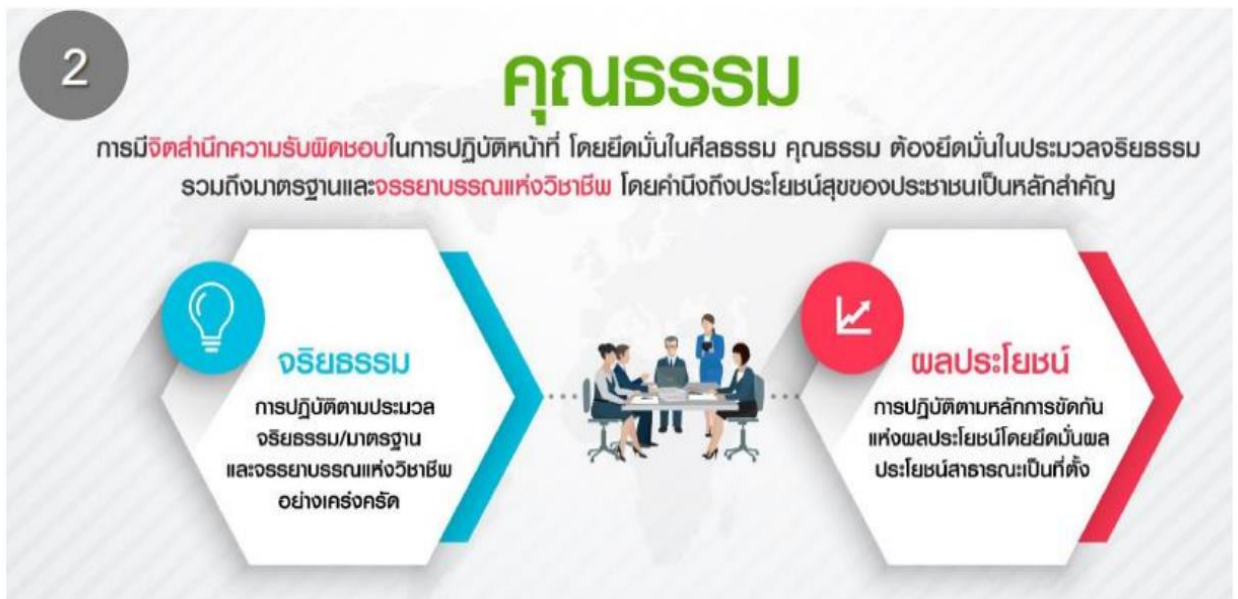 2
คุณธรรม
การมีจิตสำนึกความรับผิดชอบในการปฏิบัติหน้าที่ โดยยึดมั่นในศีลธรรม คุณธรรม ต้องยึดมั่นในประมวลจริยธรรม
รวมถึงมาตรฐานและจรรยาบรรณแห่งวิชาชีพ โดยคำนึงถึงประโยชน์สุขของประชาชนเป็นหลักสำคัญ
จริยธรรม
การปฏิบัติตามประมวล
จริยธรรม/มาตรฐาน
และจรรยาบรรณแห่งวิชาชีพ
อย่างเคร่งครัด
ผลประโยชน์
การปฏิบัติตามหลักการขัดกัน
แห่งผลประโยชน์โดยยึดมั่นผล
ประโยชน์สาธารณะเป็นที่ตั้ง